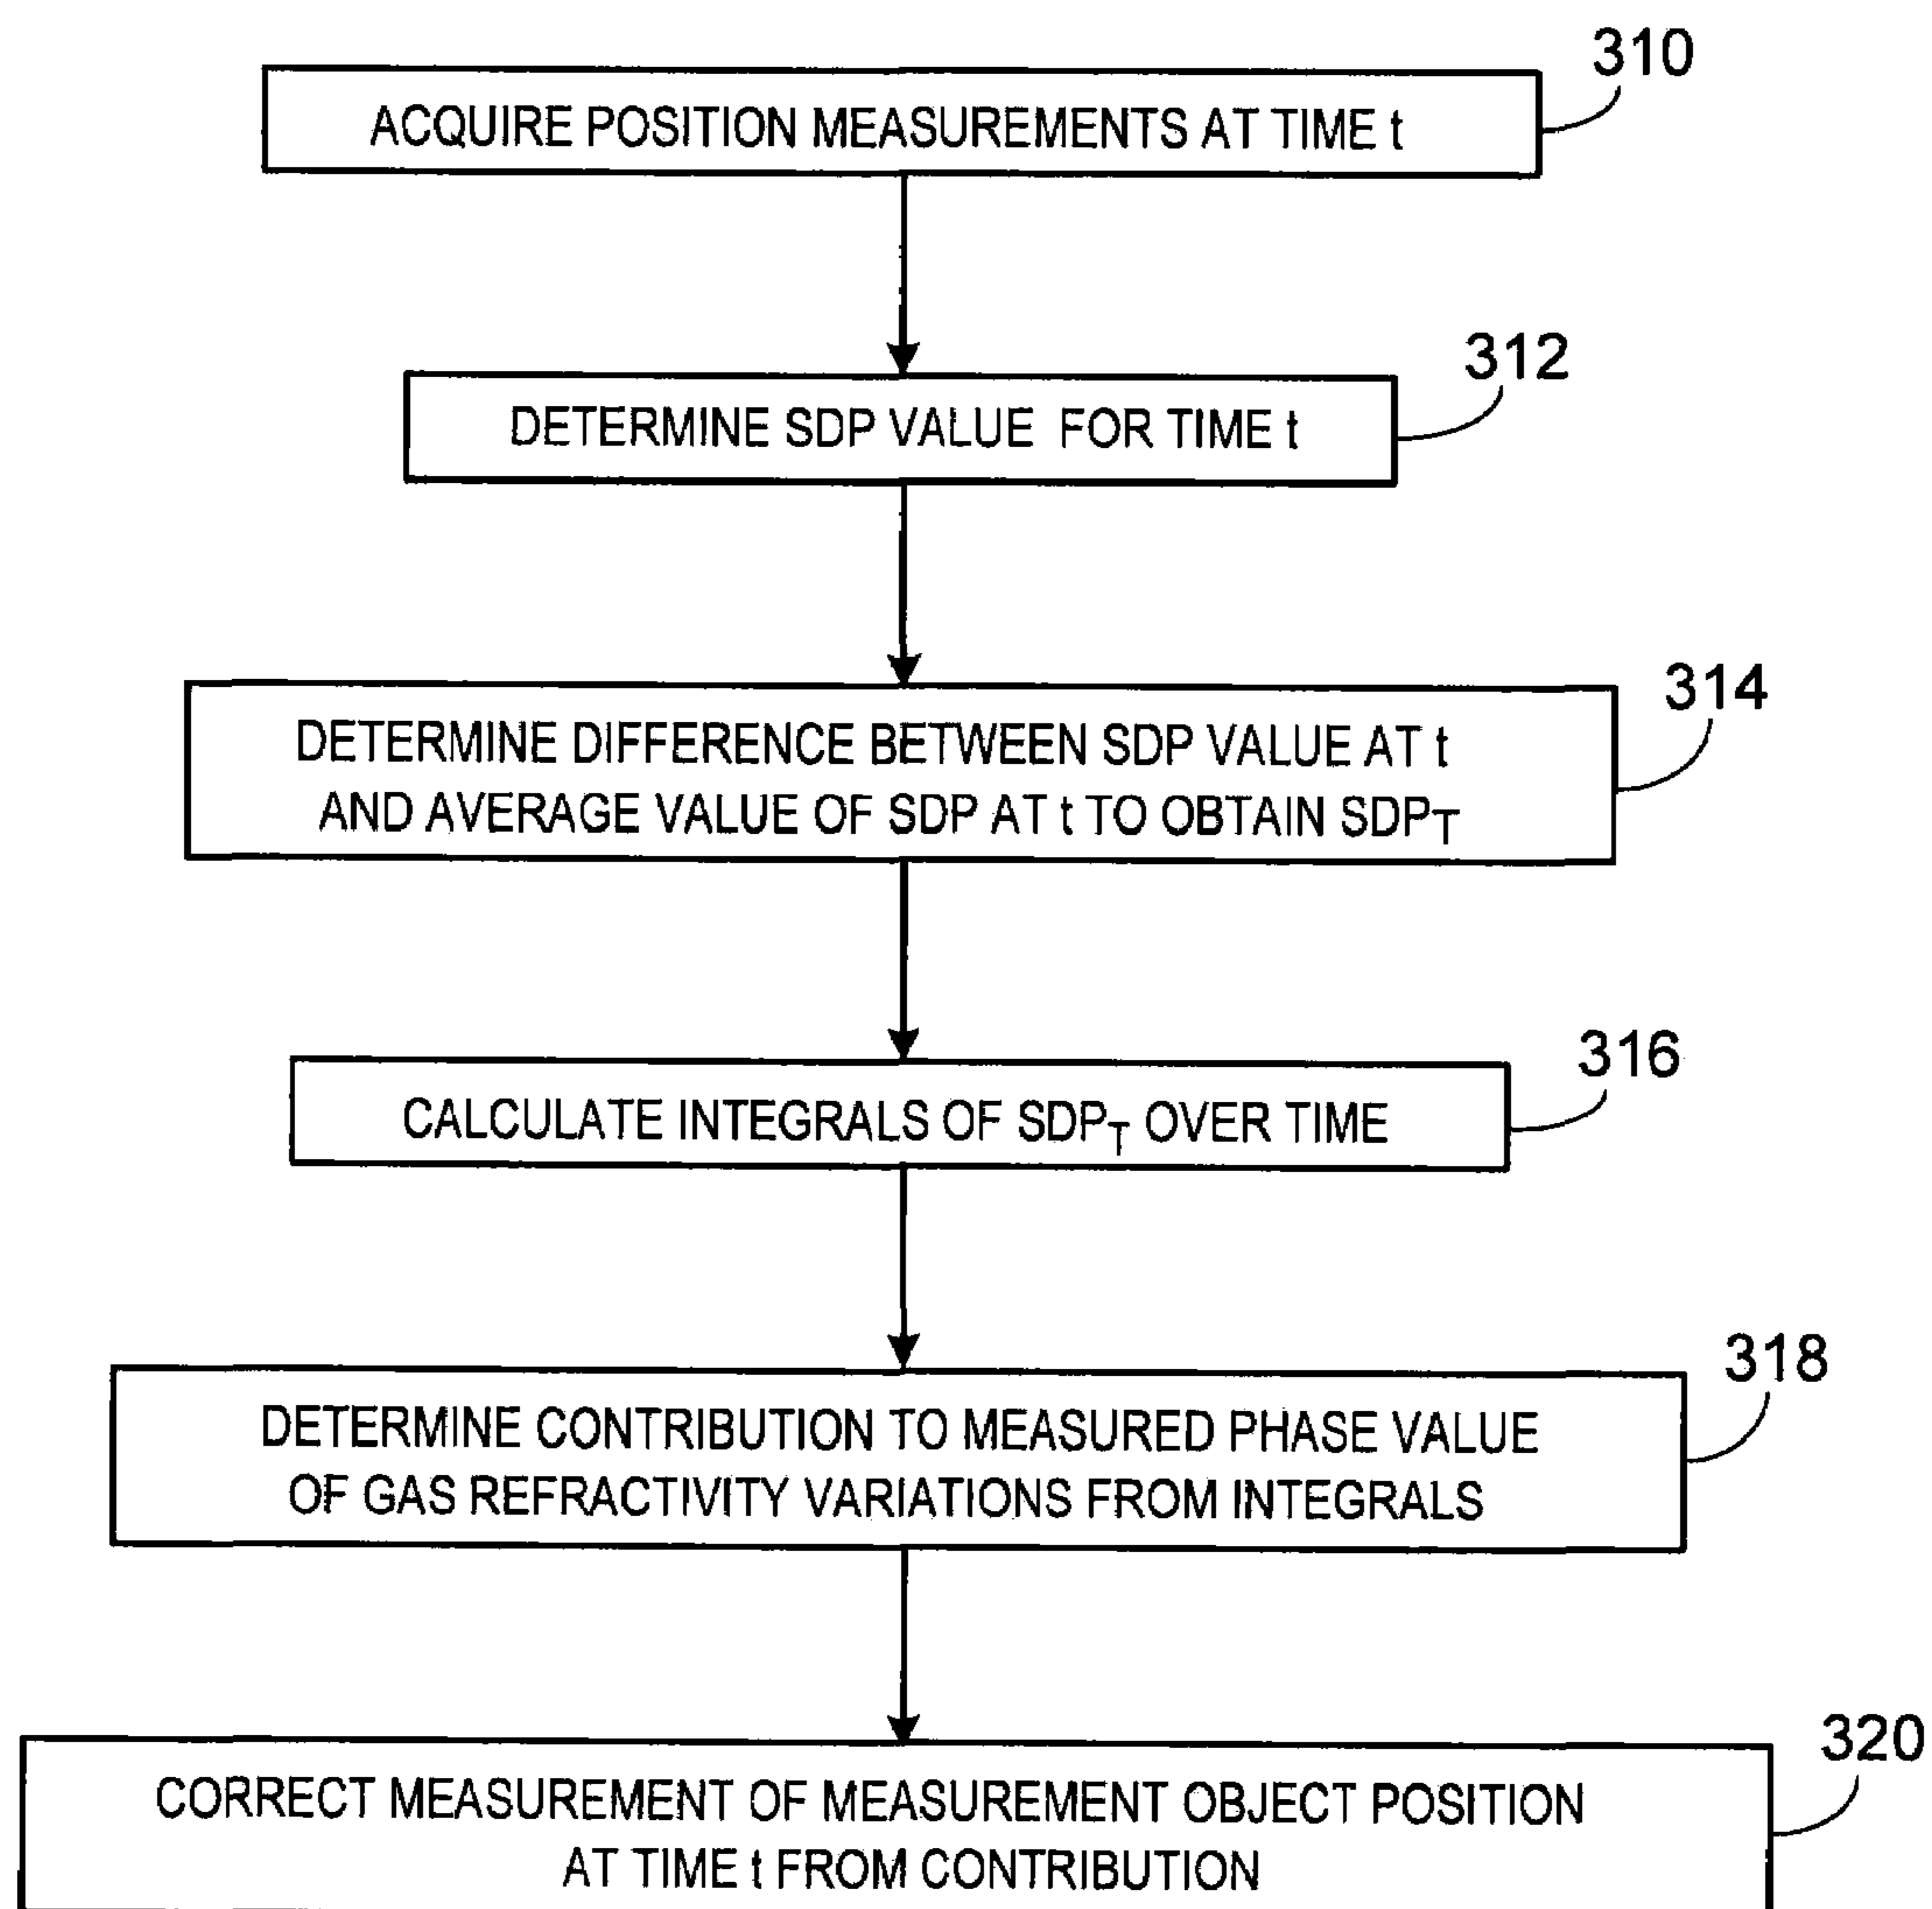 310
ACQUIRE POSITION MEASUREMENTS AT TIME t
312
DETERMINE SDP VALUE FOR TIME t
314
DETERMINE DIFFERENCE BETWEEN SDP VALUE AT t
AND AVERAGE VALUE OF SDP AT t TO OBTAIN SDPT
316
CALCULATE INTEGRALS OF SDPT OVER TIME
318
DETERMINE CONTRIBUTION TO MEASURED PHASE VALUE
OF GAS REFRACTIVITY VARIATIONS FROM INTEGRALS
320
CORRECT MEASUREMENT OF MEASUREMENT OBJECT POSITION
AT TIME t FROM CONTRIBUTION